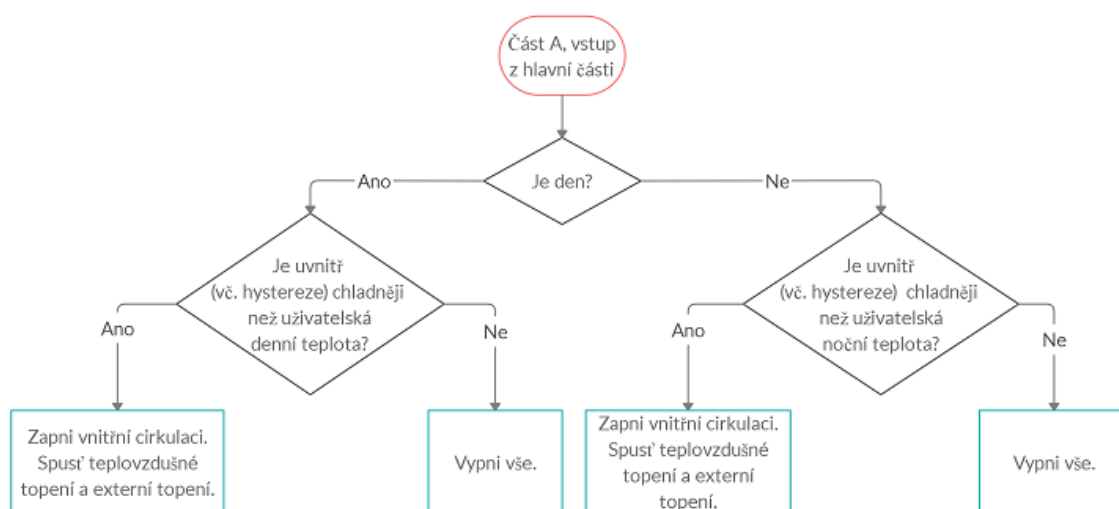 Část A, vstup
z hlavní části
Je den?
Ano
Ne
Je uvnitř
(vč. hystereze) chladněji
než uživatelská
denní teplota?
Je uvnitř
(vč. hystereze) chladněji
než uživatelská
noční teplota?
Ano
Ne
Ano
Ne
Zapni vnitřní cirkulaci.
Spusť teplovzdušné
topení a externí topení.
Vypni vše.
Zapni vnitřní cirkulaci.
Spusť teplovzdušné
topení a externí
topení.
Vypni vše.